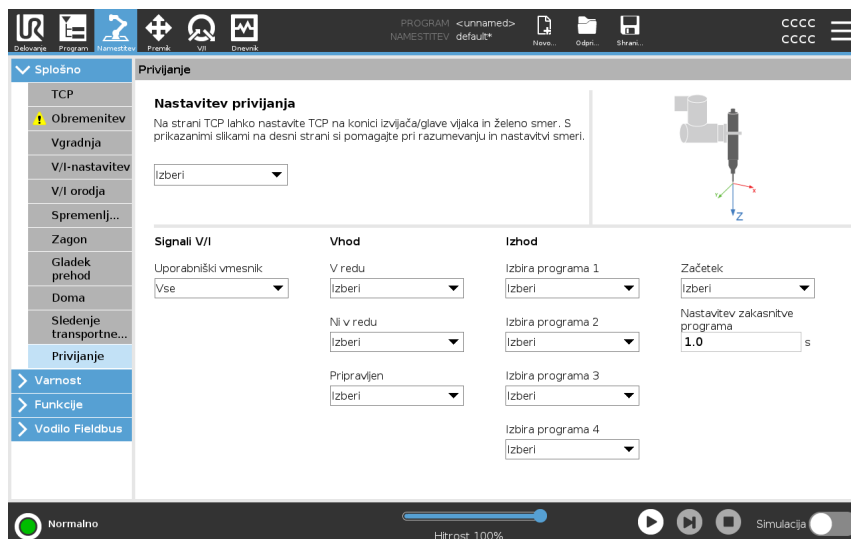 UR
PROGRAM <unnamed>
NAMESTITEV default*
CCCC
CCCC
Delovanje Program Namestitev Premik V/I Dnevnik
Novo... Odpri... Shrani...
Splošno
TCP
Obremenitev
Vgradnja
V/I-nastavitev
V/I orodja
Spremenlj...
Zagon
Gladek
prehod
Doma
Sledenje
transportne...
Privijanje
Varnost
Funkcije
Vodilo Fieldbus
Privijanje
Nastavitev privijanja
Na strani TCP lahko nastavite TCP na konici izvijača/glave vijaka in želeno smer. S
prikazanimi slikami na desni strani si pomagajte pri razumevanju in nastavitvi smeri.
Izberi
Y
X
Z
Signali V/I
Uporabniški vmesnik
Vse
Vhod
V redu
Izberi
Ni v redu
Izberi
Pripravljen
Izberi
Izhod
Izbira programa 1
Izberi
Izbira programa 2
Izberi
Izbira programa 3
Izberi
Izbira programa 4
Izberi
Začetek
Izberi
Nastavitev zakasnitve
programa
1.0 s
Normalno
Hitrost 100%
Simulacija